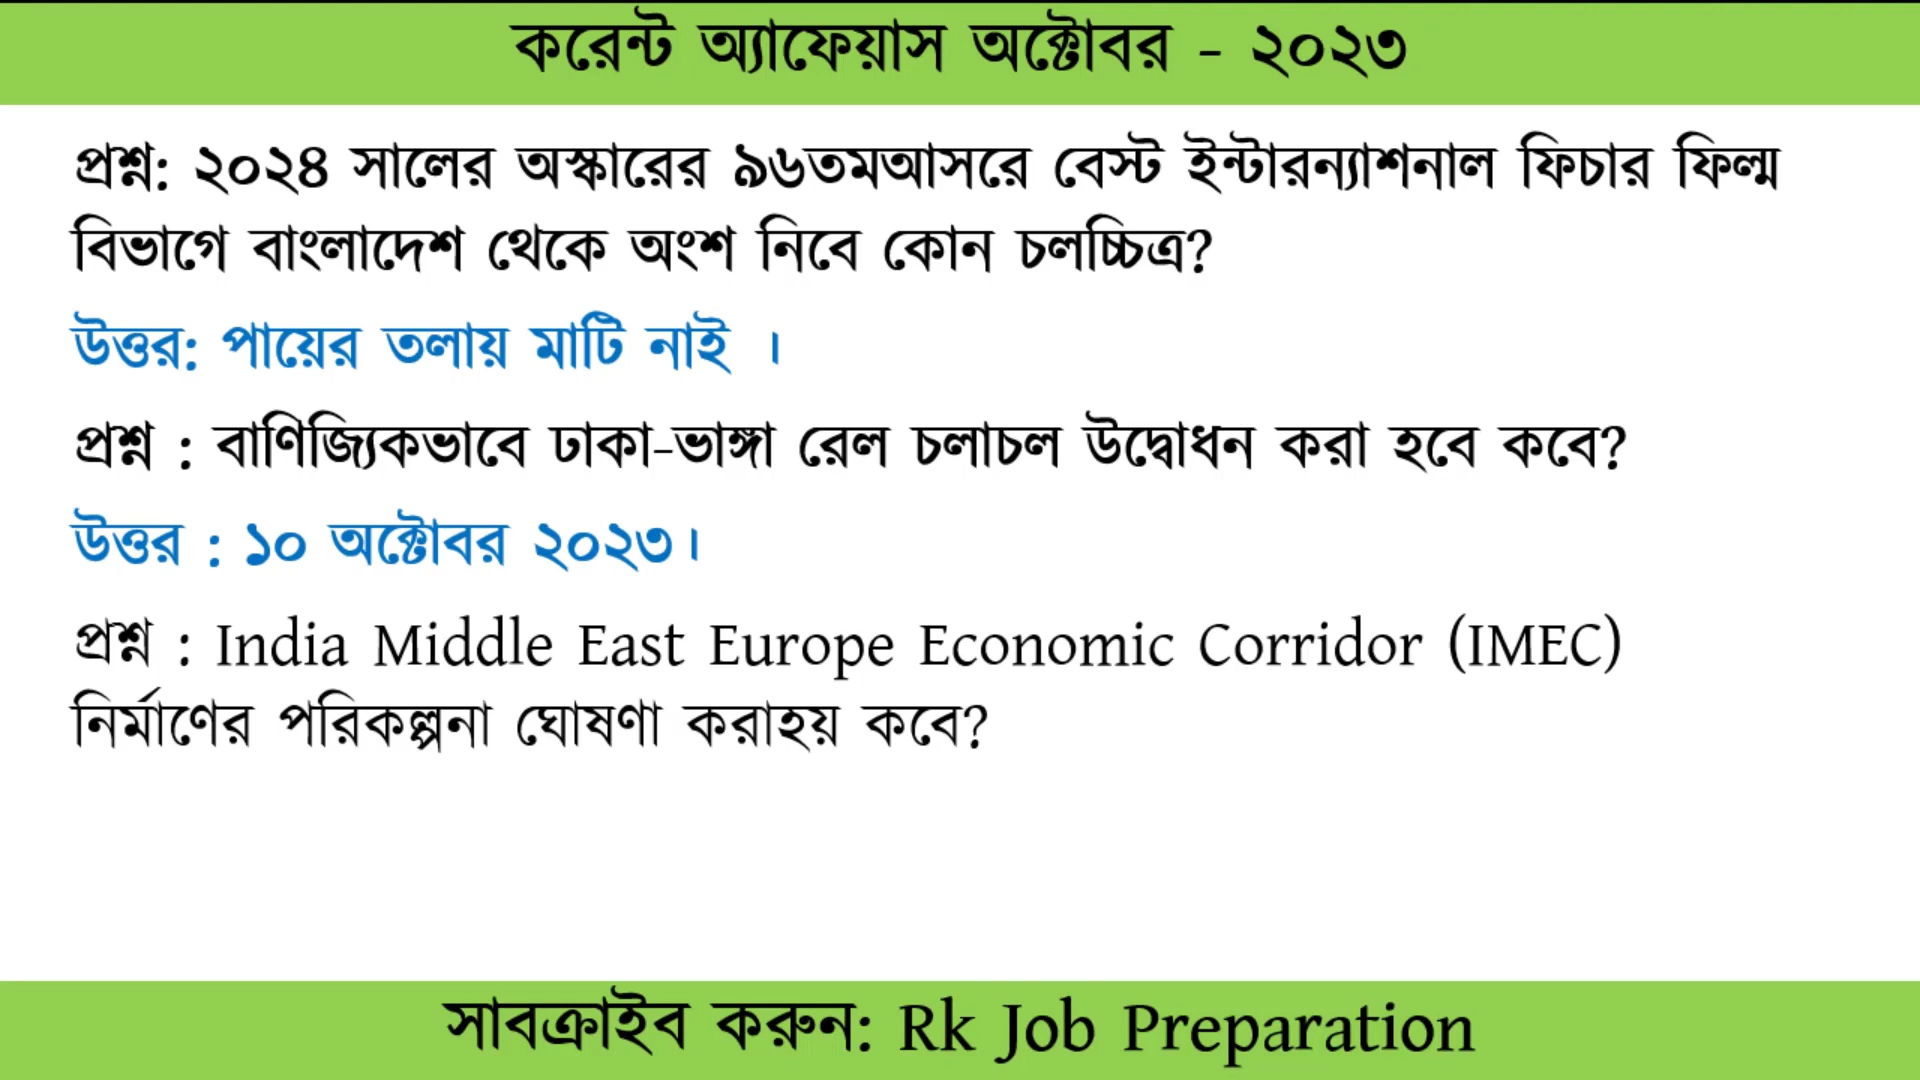 করেন্ট অ্যাফেয়াস অক্টোবর - ২০২৩
প্রশ্ন: ২০২৪ সালের অস্কারের ৯৬তমআসরে বেস্ট ইন্টারন্যাশনাল ফিচার ফিল্ম
বিভাগে বাংলাদেশ থেকে অংশ নিবে কোন চলচ্চিত্র?
উত্তর: পায়ের তলায় মাটি নাই ।
প্রশ্ন : বাণিজ্যিকভাবে ঢাকা-ভাঙ্গা রেল চলাচল উদ্বোধন করা হবে কবে?
উত্তর : ১০ অক্টোবর ২০২৩।
প্রশ্ন : India Middle East Europe Economic Corridor (IMEC)
নির্মাণের পরিকল্পনা ঘোষণা করাহয় কবে?
সাবক্রাইব করুন: Rk Job Preparation